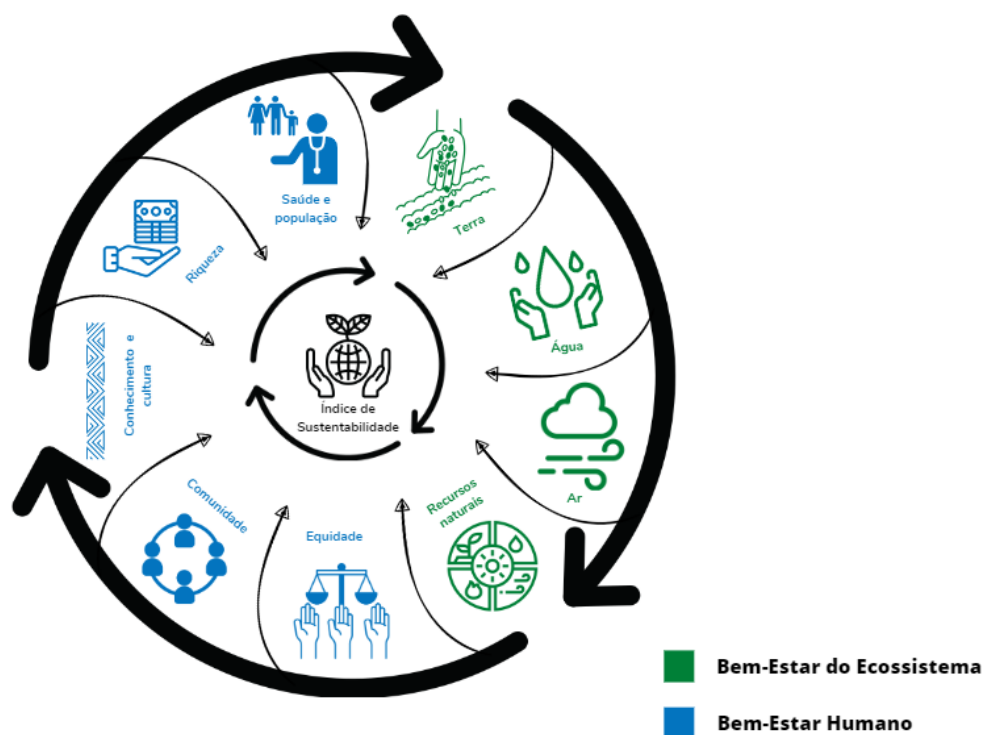 Saúde e
população
Terra
Riqueza
Água
Conhecimento e
cultura
Índice de
Sustentabilidade
Ar
Comunidade
Equidade
Recursos
naturais
Bem-Estar do Ecossistema
Bem-Estar Humano